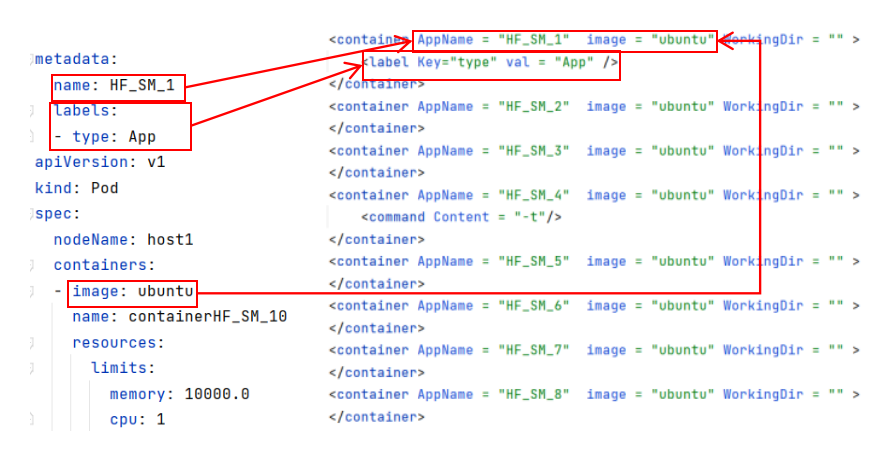 metadata:
name: HF_SM_1
labels:
- type: App
apiVersion: v1
kind: Pod
spec:
nodeName: host1
containers:
- image: ubuntu
name: containerHF_SM_10
resources:
limits:
memory: 10000.0
cpu: 1
<container AppName = "HF_SM_1" image = "ubuntu" WorkingDir = "" >
<label Key="type" val = "App" />
</container>
<container AppName = "HF_SM_2" image = "ubuntu" WorkingDir = "" >
</container>
<container AppName = "HF_SM_3" image = "ubuntu" WorkingDir = "" >
</container>
<container AppName = "HF_SM_4" image = "ubuntu" WorkingDir = "" >
<command Content = "-t"/>
</container>
<container AppName = "HF_SM_5" image = "ubuntu" WorkingDir = "" >
</container>
<container AppName = "HF_SM_6" image = "ubuntu" WorkingDir = "" >
</container>
<container AppName = "HF_SM_7" image = "ubuntu" WorkingDir = "" >
</container>
<container AppName = "HF_SM_8" image = "ubuntu" WorkingDir = "" >
</container>